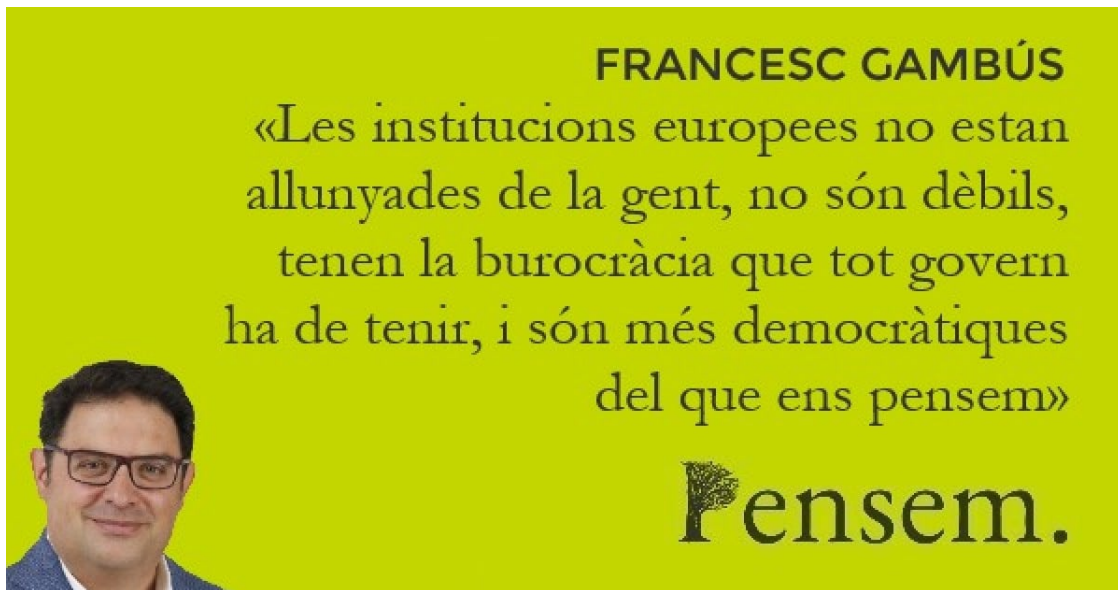 FRANCESC GAMBÚS
«Les institucions europees no estan
allunyades de la gent, no són dèbils,
tenen la burocràcia que tot govern
ha de tenir, i són més democràtiques
del que ens pensem»
Pensem.